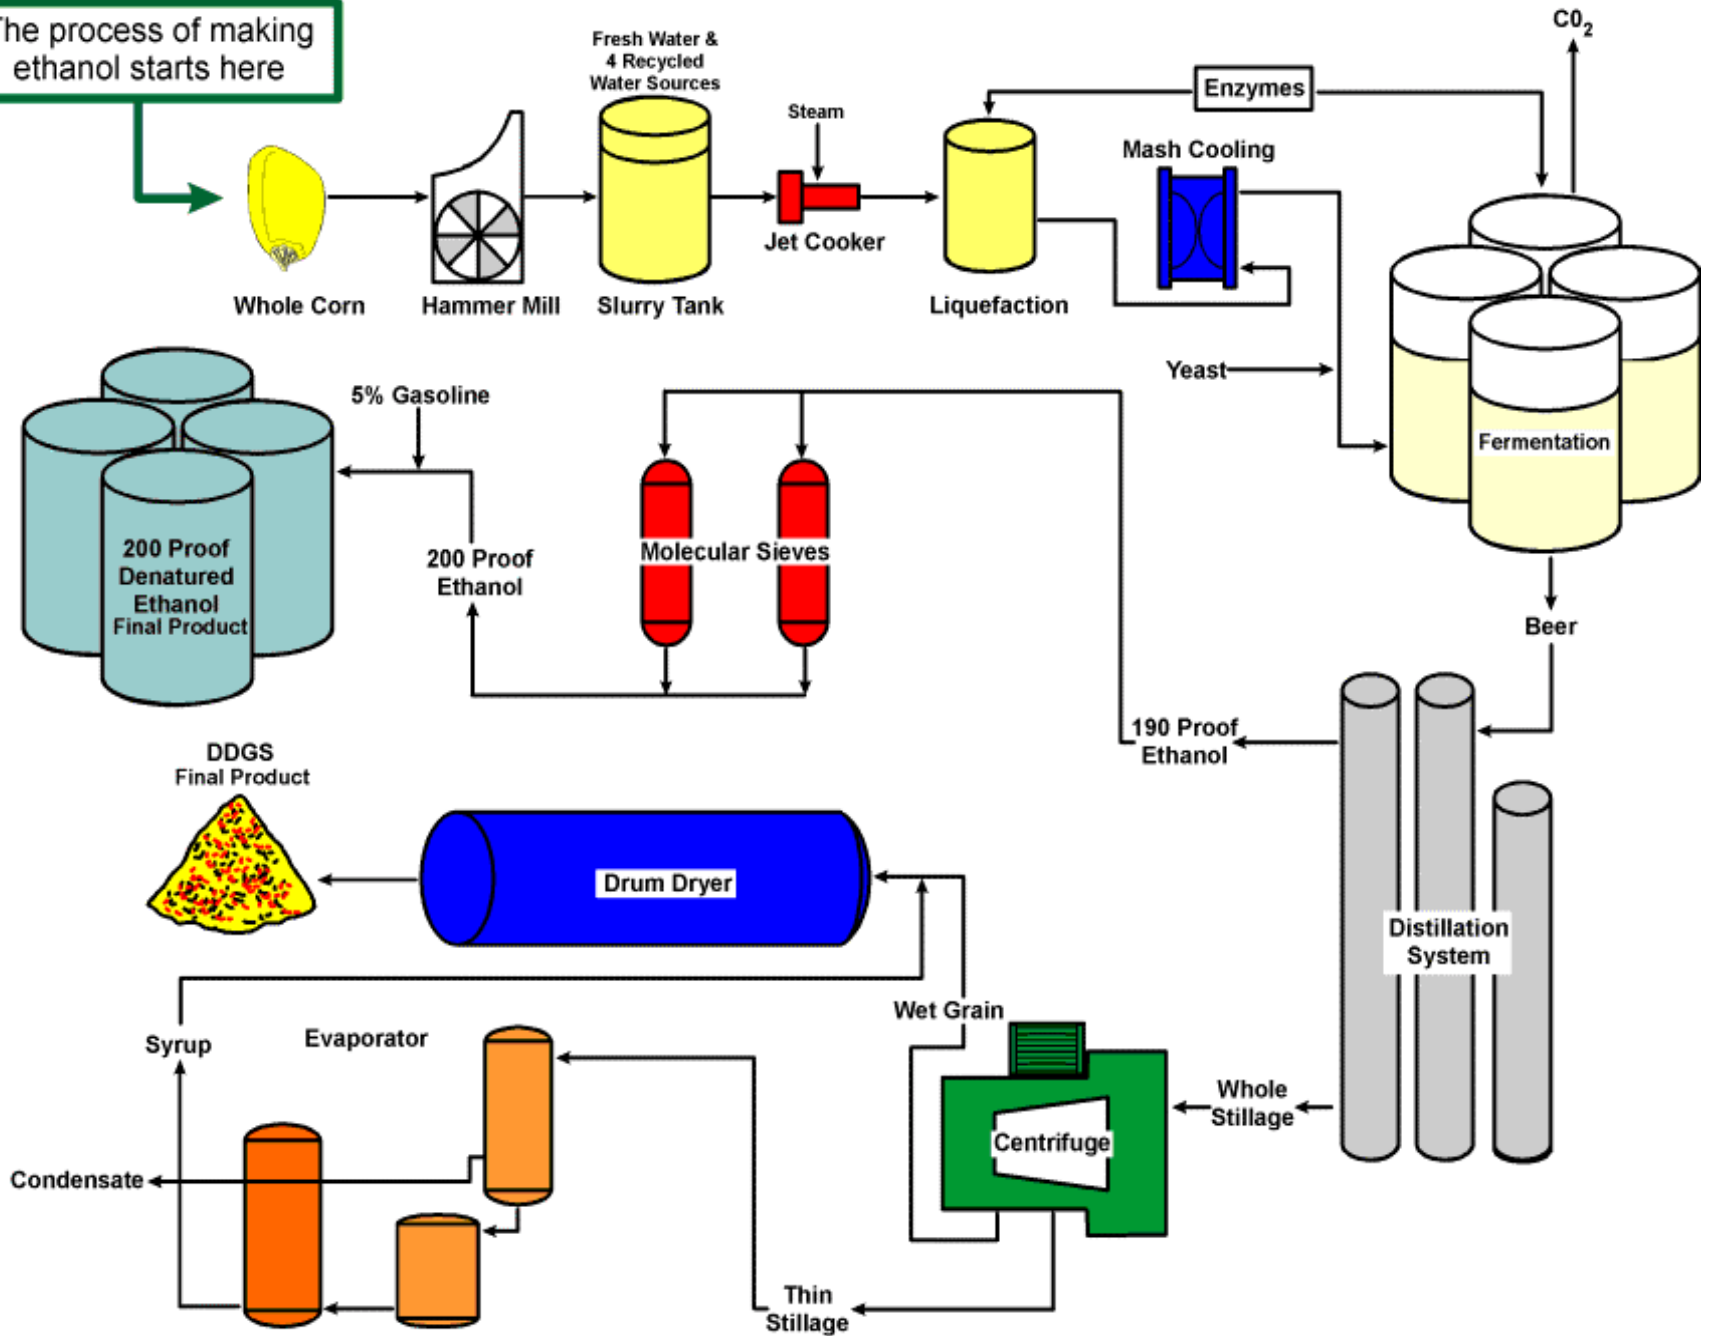 he process of making
ethanol starts here
Fresh Water &
4 Recycled
Water Sources
Steam
Enzymes
C02
Mash Cooling
Jet Cooker
Whole Corn
Hammer Mill
Slurry Tank
Liquefaction
Yeast
Fermentation
5% Gasoline
200 Proof
Denatured
Ethanol
Final Product
200 Proof
Ethanol
Molecular Sieves
Beer
190 Proof
Ethanol
DDGS
Final Product
Drum Dryer
Distillation
System
Wet Grain
Syrup
Evaporator
Whole
Stillage
Centrifuge
Condensate
Thin
Stillage